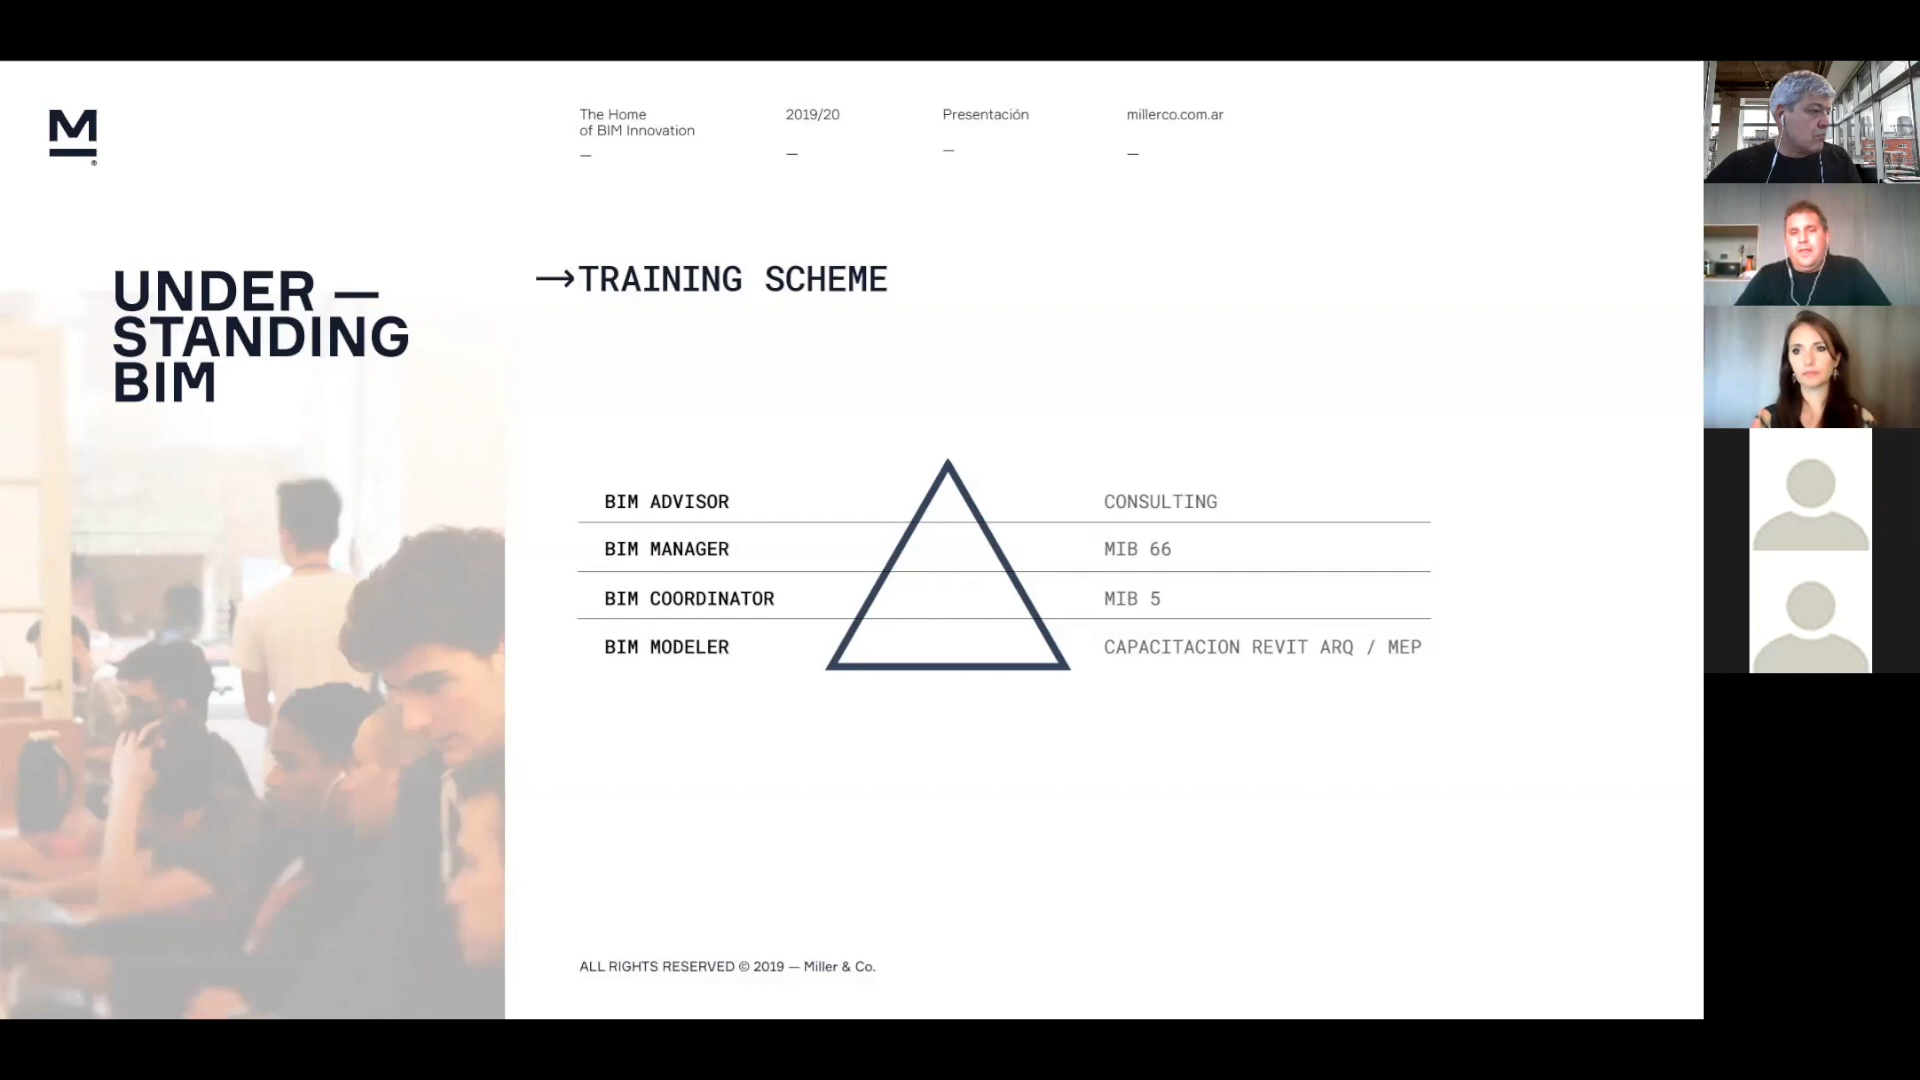 M
®
The Home
of BIM Innovation
—
2019/20
—
Presentación
—
millerco.com.ar
—
UNDER —
STANDING
BIM
→TRAINING SCHEME
BIM ADVISOR CONSULTING
BIM MANAGER MIB 66
BIM COORDINATOR MIB 5
BIM MODELER CAPACITACION REVIT ARQ / MEP
ALL RIGHTS RESERVED © 2019 — Miller & Co.